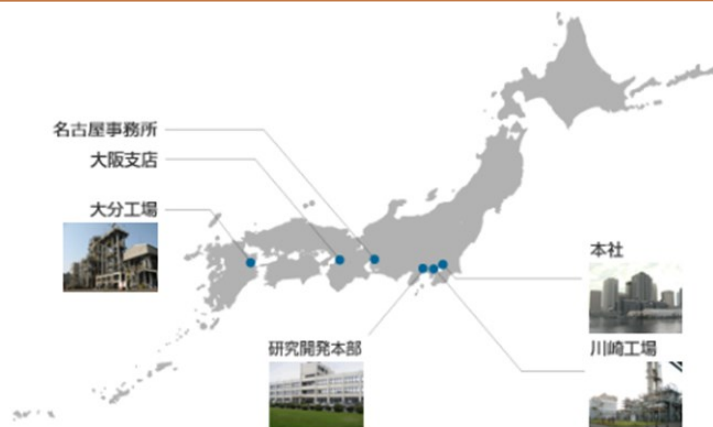 名古屋事務所
大阪支店
大分工場
本社
研究開発本部
川崎工場